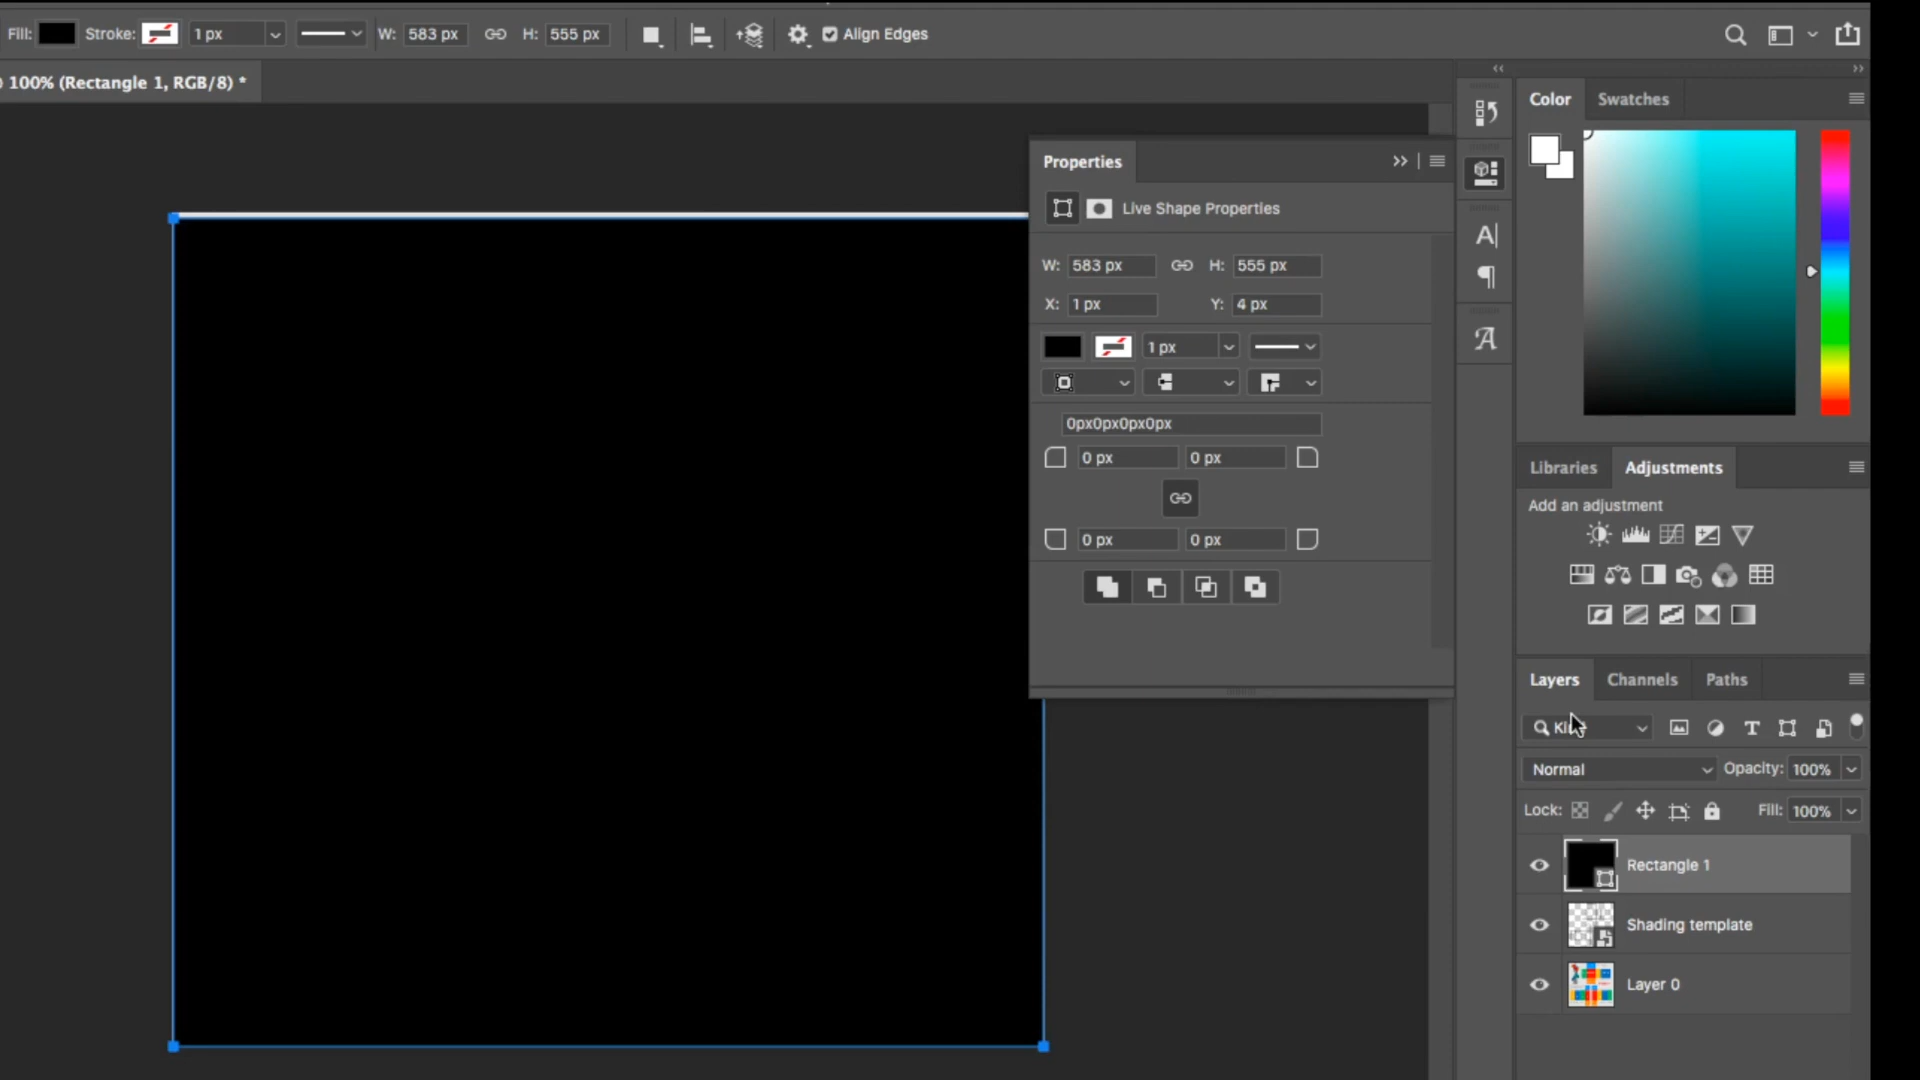 Fill: Stroke: 1 px W: 583 px H: 555 px Align Edges
100% (Rectangle 1, RGB/8) *
Properties
Live Shape Properties
W: 583 px H: 555 px
X: 1 px Y: 4 px
1 px
0px0px0px0px
0 px 0 px
0 px 0 px
Color Swatches
Libraries Adjustments
Add an adjustment
Layers Channels Paths
Normal Opacity: 100%
Lock: Fill: 100%
Rectangle 1
Shading template
Layer 0